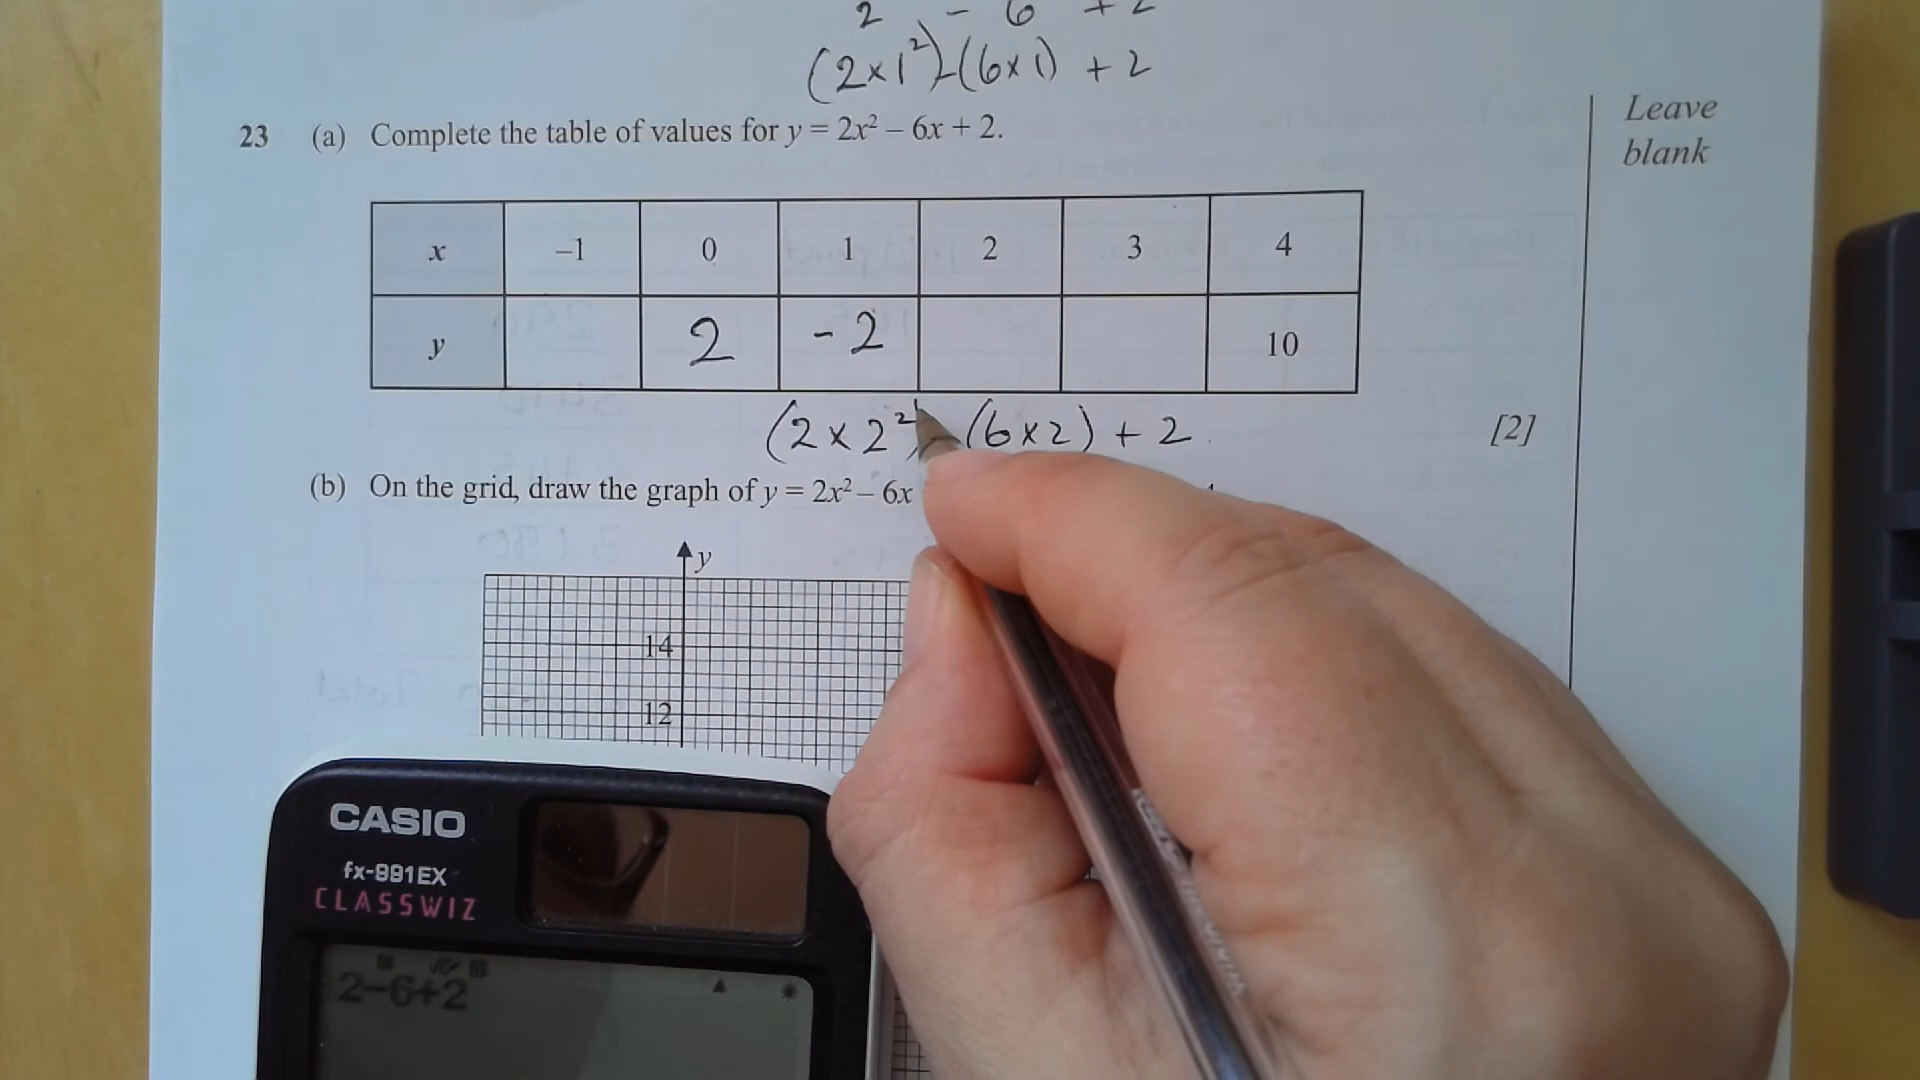 2 - 6 + 2
(2×1²)-(6×1) + 2
Leave
blank
23 (a) Complete the table of values for y = 2x² – 6x + 2.
x –1 0 1 2 3 4
y 2 -2 10
(2 × 2²) (6×2) + 2
[2]
(b) On the grid, draw the graph of y = 2x² – 6x
y
14
12
CASIO
fx-991EX
CLASSWIZ
2-6+2